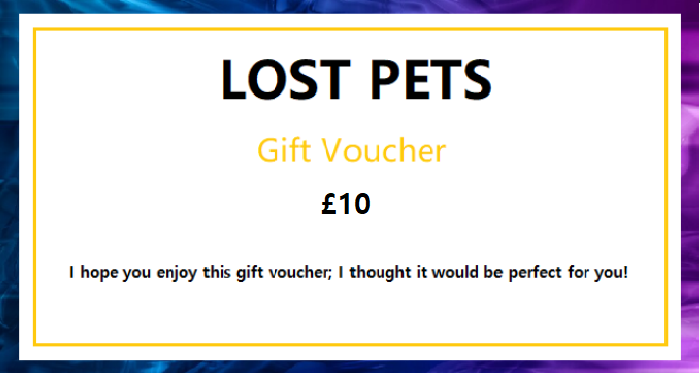 LOST PETS
Gift Voucher
£10
I hope you enjoy this gift voucher; I thought it would be perfect for you!